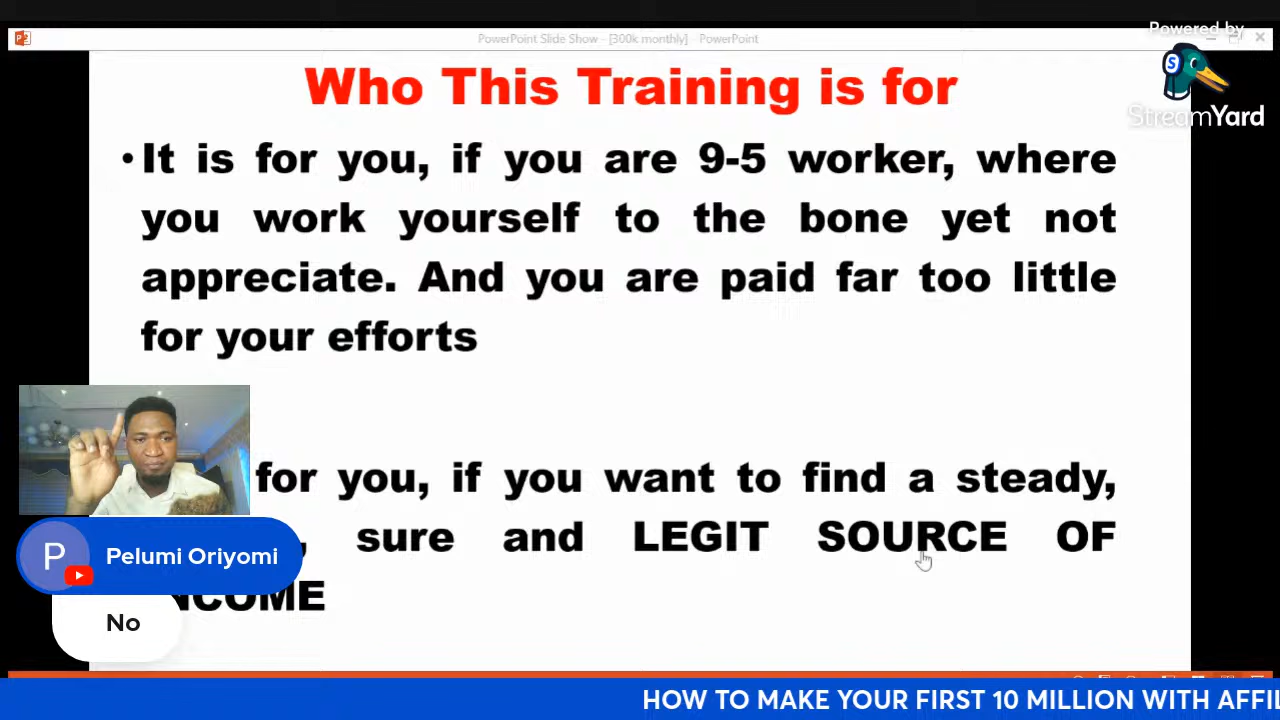 PowerPoint Slide Show - [300k monthly] - PowerPoint
Powered by
StreamYard
Who This Training is for
• It is for you, if you are 9-5 worker, where
you work yourself to the bone yet not
appreciate. And you are paid far too little
for your efforts
for you, if you want to find a steady,
sure and LEGIT SOURCE OF
NCOME
P Pelumi Oriyomi
No
HOW TO MAKE YOUR FIRST 10 MILLION WITH AFFIL